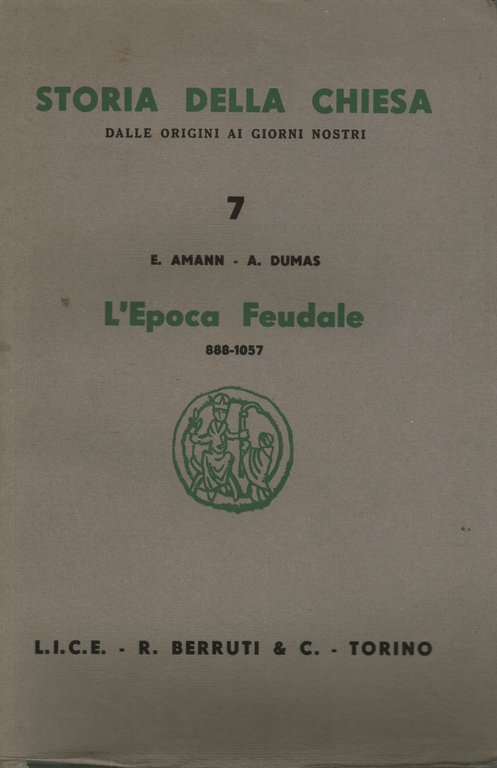 STORIA DELLA CHIESA
DALLE ORIGINI AI GIORNI NOSTRI
7
E. AMANN - A. DUMAS
L'Epoca Feudale
888-1057
L.I.C.E. - R. BERRUTI & C. - TORINO